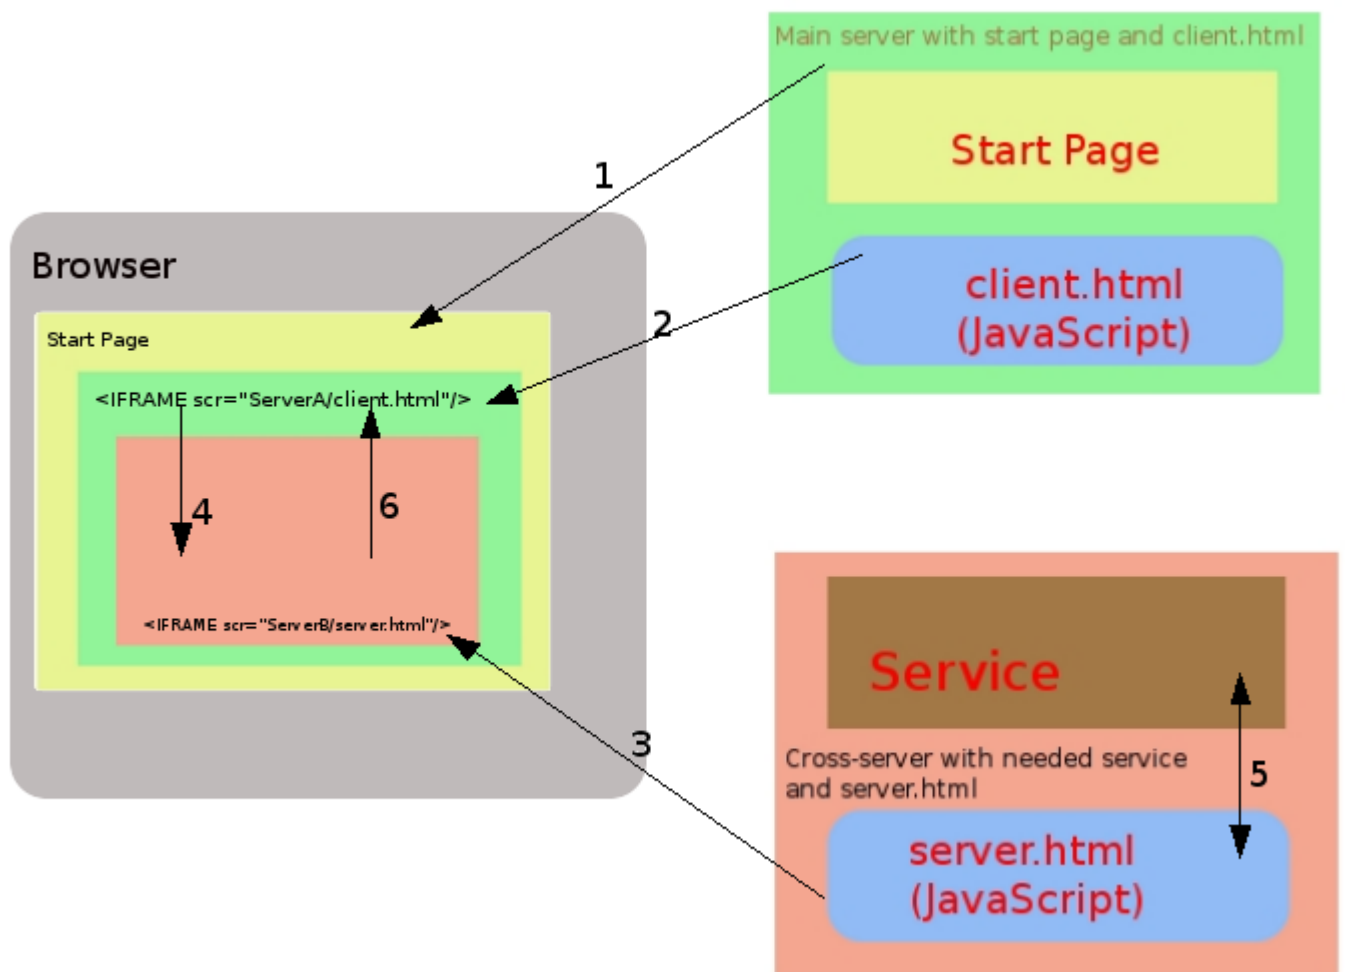 Main server with start page and client.html
Start Page
1
client.html
(JavaScript)
2
Browser
Start Page
<IFRAME scr="ServerA/client.html"/>
4
6
<IFRAME scr="ServerB/server.html"/>
3
Service
Cross-server with needed service
and server.html
5
server.html
(JavaScript)